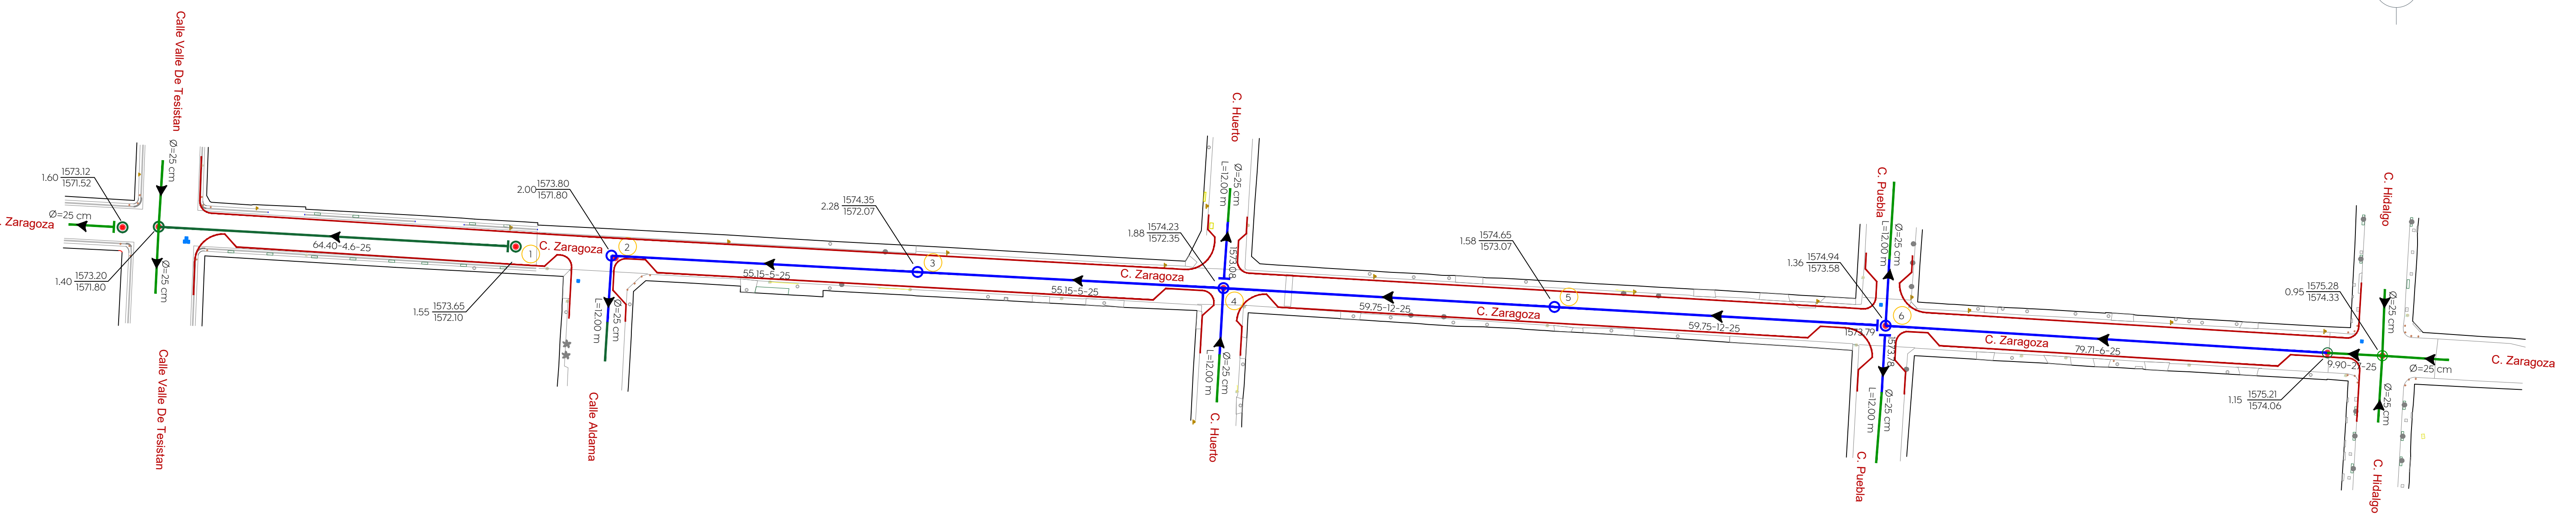 Calle Valle De Tesistan
Ø=25 cm
1.60
1573.12
1571.52
Ø=25 cm
Zaragoza
1.40
1573.20
1571.80
Ø=25 cm
Calle Valle De Tesistan
64.40-4.6-25
1.55
1573.65
1572.10
1
C. Zaragoza
2.00
1573.80
1571.80
2
L=12.00 m
Ø=25 cm
Calle Aldama
55.15-5-25
2.28
1574.35
1572.07
3
55.15-5-25
C. Zaragoza
1.88
1574.23
1572.35
C. Huerto
L=12.00 m
Ø=25 cm
1573.08
4
L=12.00 m
Ø=25 cm
C. Huerto
59.75-12-25
1.58
1574.65
1573.07
5
C. Zaragoza
59.75-12-25
1.36
1574.94
1573.58
C. Puebla
L=12.00 m
Ø=25 cm
6
1573.79
L=12.00 m
Ø=25 cm
C. Puebla
C. Zaragoza
79.71-6-25
0.95
1575.28
1574.33
C. Hidalgo
Ø=25 cm
9.90-27-25
Ø=25 cm
C. Zaragoza
1.15
1575.21
1574.06
Ø=25 cm
C. Hidalgo